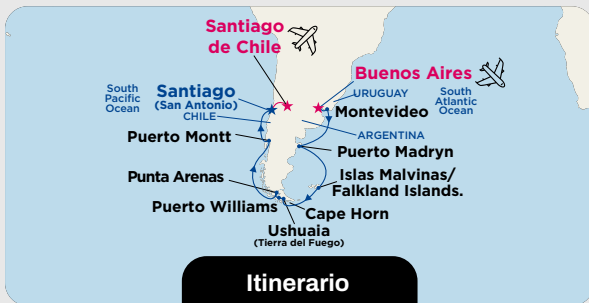 Santiago
de Chile
Buenos Aires
South
Pacific
Ocean
Santiago
(San Antonio)
CHILE
URUGUAY
South
Atlantic
Ocean
Montevideo
ARGENTINA
Puerto Montt
Puerto Madryn
Punta Arenas
Islas Malvinas/
Falkland Islands.
Puerto Williams
Cape Horn
Ushuaia
(Tierra del Fuego)
Itinerario